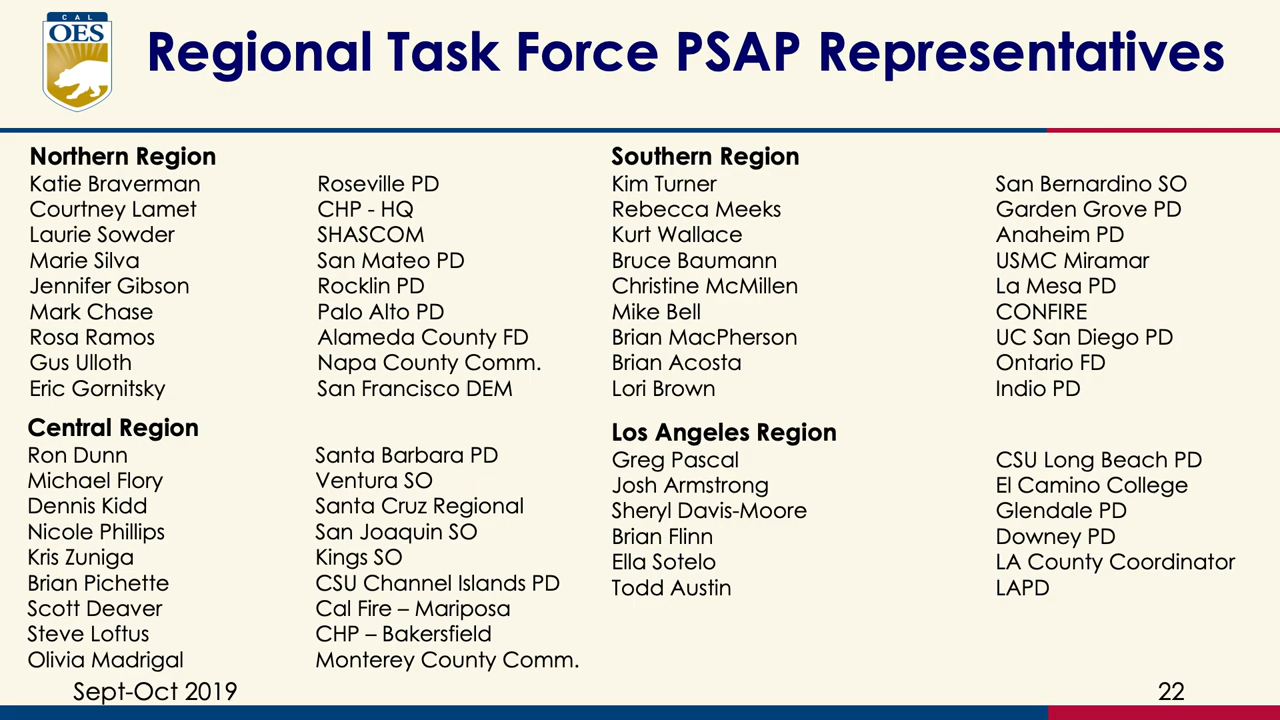 CAL
OES
Regional Task Force PSAP Representatives
Northern Region
Katie Braverman Roseville PD
Courtney Lamet CHP - HQ
Laurie Sowder SHASCOM
Marie Silva San Mateo PD
Jennifer Gibson Rocklin PD
Mark Chase Palo Alto PD
Rosa Ramos Alameda County FD
Gus Ulloth Napa County Comm.
Eric Gornitsky San Francisco DEM
Central Region
Ron Dunn Santa Barbara PD
Michael Flory Ventura SO
Dennis Kidd Santa Cruz Regional
Nicole Phillips San Joaquin SO
Kris Zuniga Kings SO
Brian Pichette CSU Channel Islands PD
Scott Deaver Cal Fire – Mariposa
Steve Loftus CHP – Bakersfield
Olivia Madrigal Monterey County Comm.
Southern Region
Kim Turner San Bernardino SO
Rebecca Meeks Garden Grove PD
Kurt Wallace Anaheim PD
Bruce Baumann USMC Miramar
Christine McMillen La Mesa PD
Mike Bell CONFIRE
Brian MacPherson UC San Diego PD
Brian Acosta Ontario FD
Lori Brown Indio PD
Los Angeles Region
Greg Pascal CSU Long Beach PD
Josh Armstrong El Camino College
Sheryl Davis-Moore Glendale PD
Brian Flinn Downey PD
Ella Sotelo LA County Coordinator
Todd Austin LAPD
Sept-Oct 2019
22